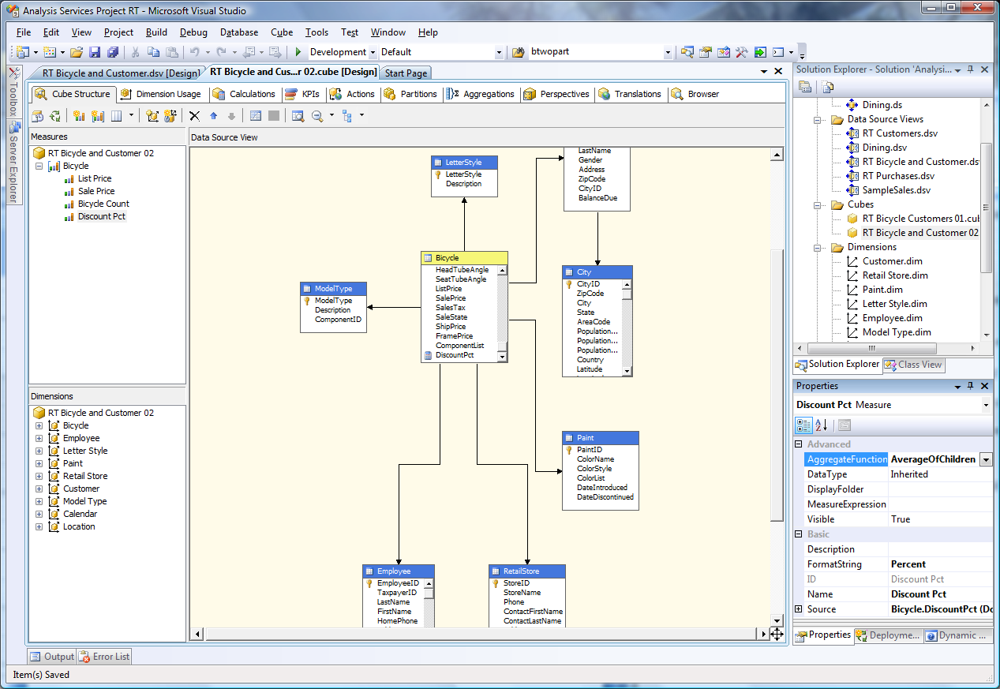 Analysis Services Project RT - Microsoft Visual Studio
File Edit View Project Build Debug Database Cube Tools Test Window Help
Development Default btwopart
RT Bicycle and Customer.dsv [Design] RT Bicycle and Cus...r 02.cube [Design] Start Page
Cube Structure Dimension Usage Calculations KPIs Actions Partitions Aggregations Perspectives Translations Browser
Toolbox
Server Explorer
Measures
RT Bicycle and Customer 02
Bicycle
List Price
Sale Price
Bicycle Count
Discount Pct
Dimensions
RT Bicycle and Customer 02
Bicycle
Employee
Letter Style
Paint
Retail Store
Customer
Model Type
Calendar
Location
Data Source View
LetterStyle
LetterStyle
Description
LastName
Gender
Address
ZipCode
CityID
BalanceDue
Bicycle
HeadTubeAngle
SeatTubeAngle
ListPrice
SalePrice
SalesTax
SaleState
ShipPrice
FramePrice
ComponentList
DiscountPct
ModelType
ModelType
Description
ComponentID
City
CityID
ZipCode
City
State
AreaCode
Population...
Population...
Population...
Country
Latitude
Paint
PaintID
ColorName
ColorStyle
ColorList
DateIntroduced
DateDiscontinued
Employee
EmployeeID
TaxpayerID
LastName
FirstName
HomePhone
RetailStore
StoreID
StoreName
Phone
ContactFirstName
ContactLastName
Solution Explorer - Solution 'Analysi...
Dining.ds
Data Source Views
RT Customers.dsv
Dining.dsv
RT Bicycle and Customer.ds
RT Purchases.dsv
SampleSales.dsv
Cubes
RT Bicycle Customers 01.cub
RT Bicycle and Customer 02
Dimensions
Customer.dim
Retail Store.dim
Paint.dim
Letter Style.dim
Employee.dim
Model Type.dim
Solution Explorer Class View
Properties
Discount Pct Measure
Advanced
AggregateFunction AverageOfChildren
DataType Inherited
DisplayFolder
MeasureExpression
Visible True
Basic
Description
FormatString Percent
ID Discount Pct
Name Discount Pct
Source Bicycle.DiscountPct (Do
Properties Deployme... Dynamic ...
Output Error List
Item(s) Saved